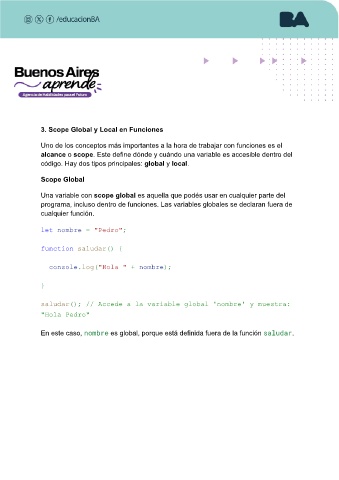 /educacionBA
BA
Buenos Aires
aprende
Agencia de Habilidades para el Futuro
3. Scope Global y Local en Funciones
Uno de los conceptos más importantes a la hora de trabajar con funciones es el
alcance o scope. Este define dónde y cuándo una variable es accesible dentro del
código. Hay dos tipos principales: global y local.
Scope Global
Una variable con scope global es aquella que podés usar en cualquier parte del
programa, incluso dentro de funciones. Las variables globales se declaran fuera de
cualquier función.
let nombre = "Pedro";
function saludar() {
console.log("Hola " + nombre);
}
saludar(); // Accede a la variable global 'nombre' y muestra:
"Hola Pedro"
En este caso, nombre es global, porque está definida fuera de la función saludar.